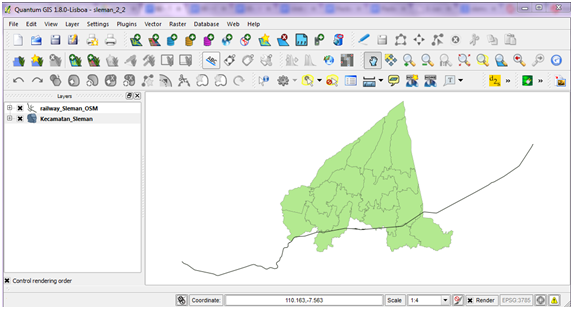 Quantum GIS 1.8.0-Lisboa - sleman_2_2
File Edit View Layer Settings Plugins Vector Raster Database Web Help
Layers
railway_Sleman_OSM
Kecamatan_Sleman
Control rendering order
Coordinate: 110.163,-7.563 Scale 1:4 Render EPSG:3785